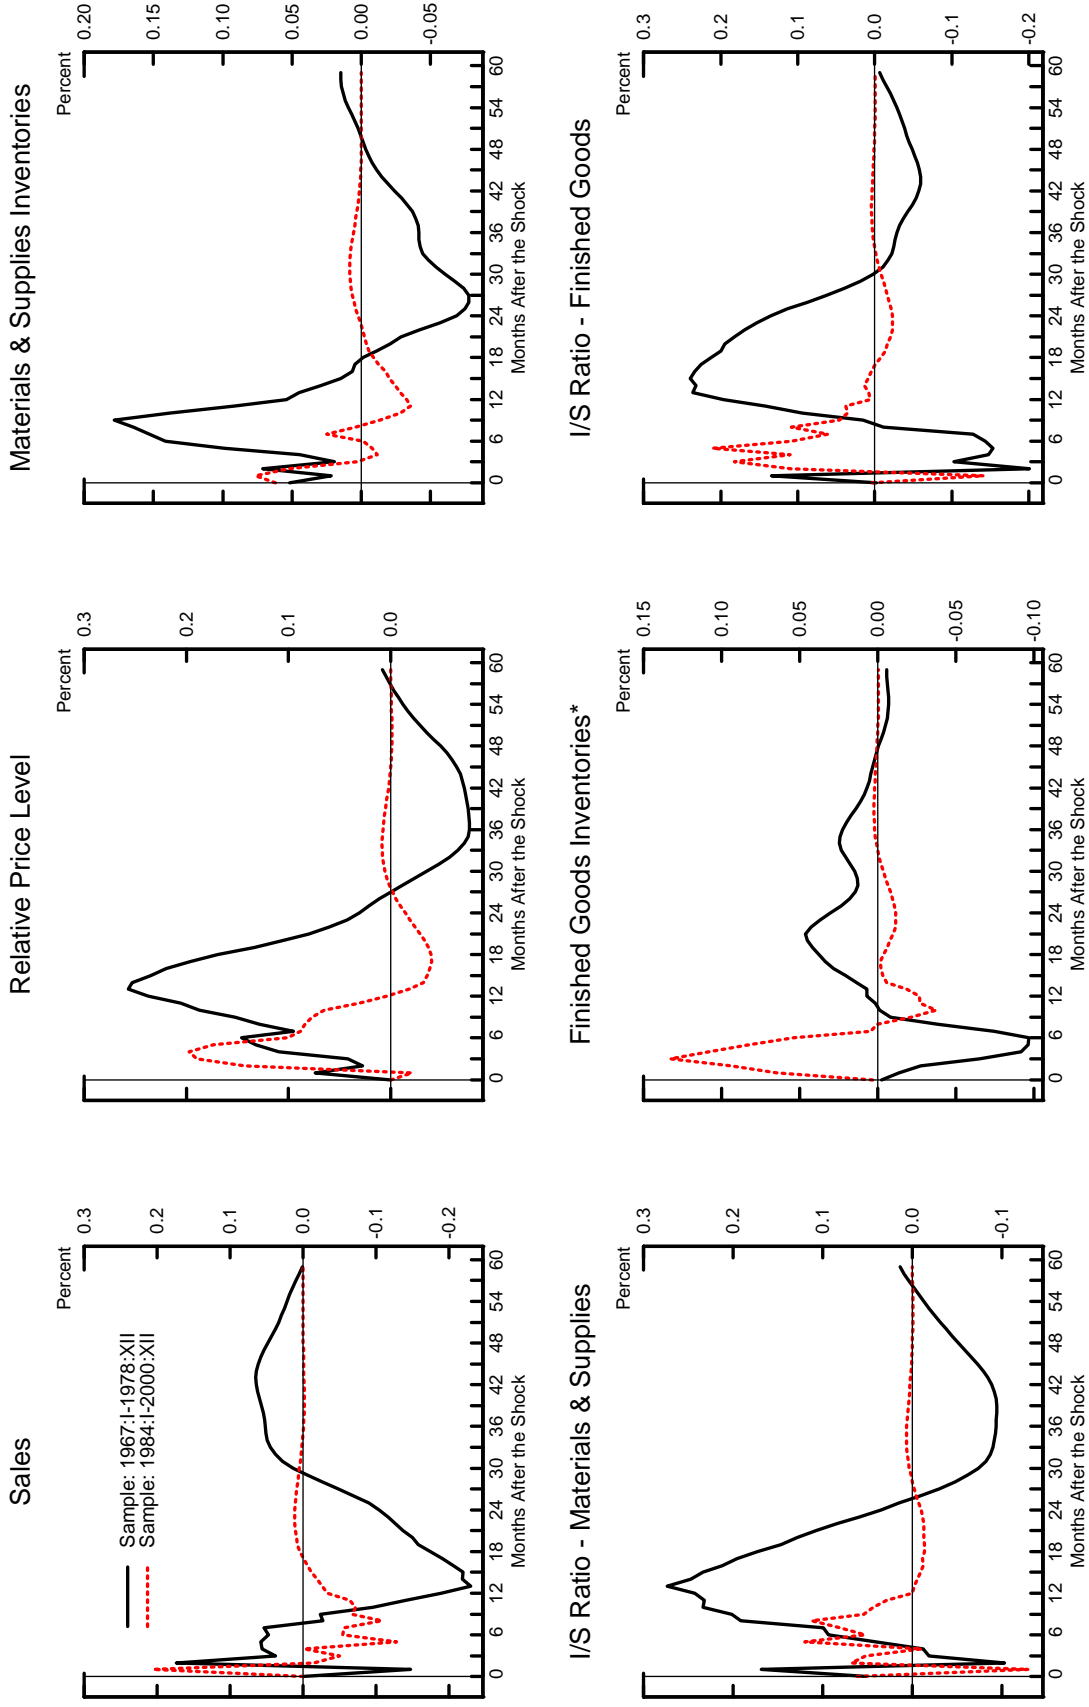 Sales
Percent
Sample: 1967:I-1978:XII
Sample: 1984:I-2000:XII
0.3
0.2
0.1
0.0
-0.1
-0.2
0 6 12 18 24 30 36 42 48 54 60
Months After the Shock
Relative Price Level
Percent
0.3
0.2
0.1
0.0
0 6 12 18 24 30 36 42 48 54 60
Months After the Shock
Materials & Supplies Inventories
Percent
0.20
0.15
0.10
0.05
0.00
-0.05
0 6 12 18 24 30 36 42 48 54 60
Months After the Shock
I/S Ratio - Materials & Supplies
Percent
0.3
0.2
0.1
0.0
-0.1
0 6 12 18 24 30 36 42 48 54 60
Months After the Shock
Finished Goods Inventories*
Percent
0.15
0.10
0.05
0.00
-0.05
-0.10
0 6 12 18 24 30 36 42 48 54 60
Months After the Shock
I/S Ratio - Finished Goods
Percent
0.3
0.2
0.1
0.0
-0.1
-0.2
0 6 12 18 24 30 36 42 48 54 60
Months After the Shock